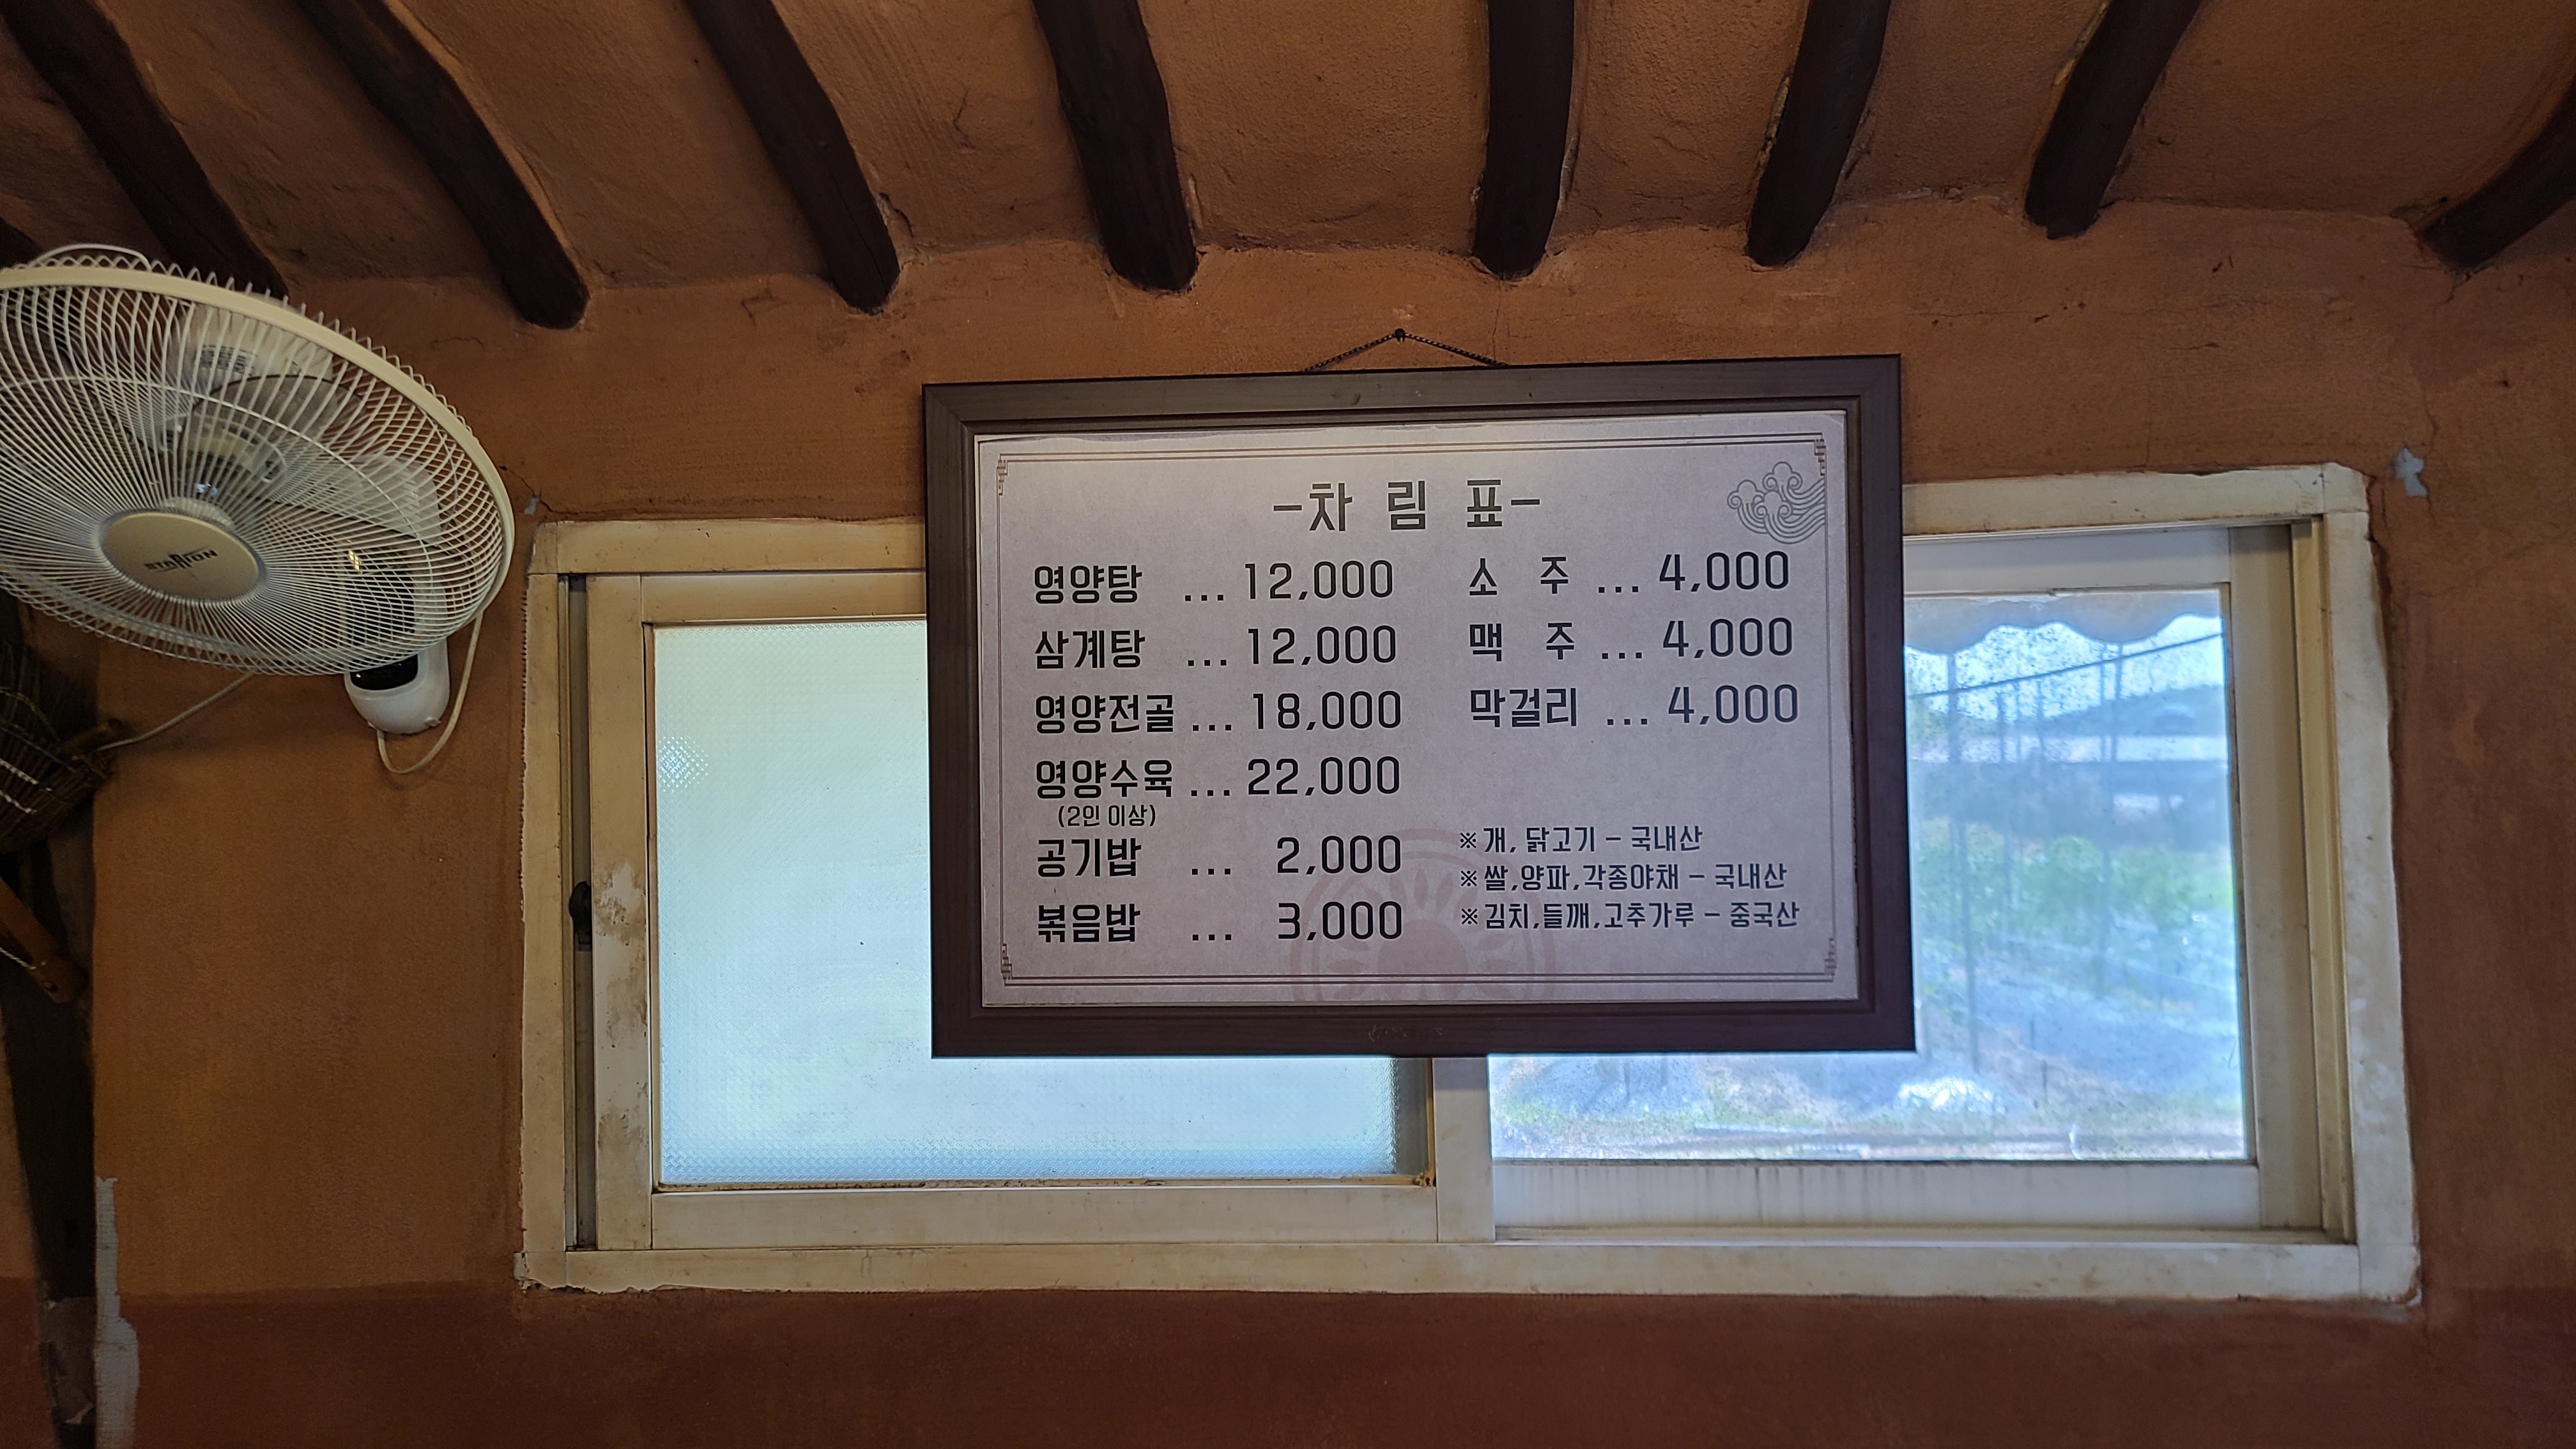 STARION
-차 림 표-
영양탕 ... 12,000
삼계탕 ... 12,000
영양전골 ... 18,000
영양수육 ... 22,000
(2인 이상)
공기밥 ... 2,000
볶음밥 ... 3,000
소 주 ... 4,000
맥 주 ... 4,000
막걸리 ... 4,000
※개, 닭고기 - 국내산
※쌀,양파,각종야채 - 국내산
※김치,들깨,고추가루 - 중국산